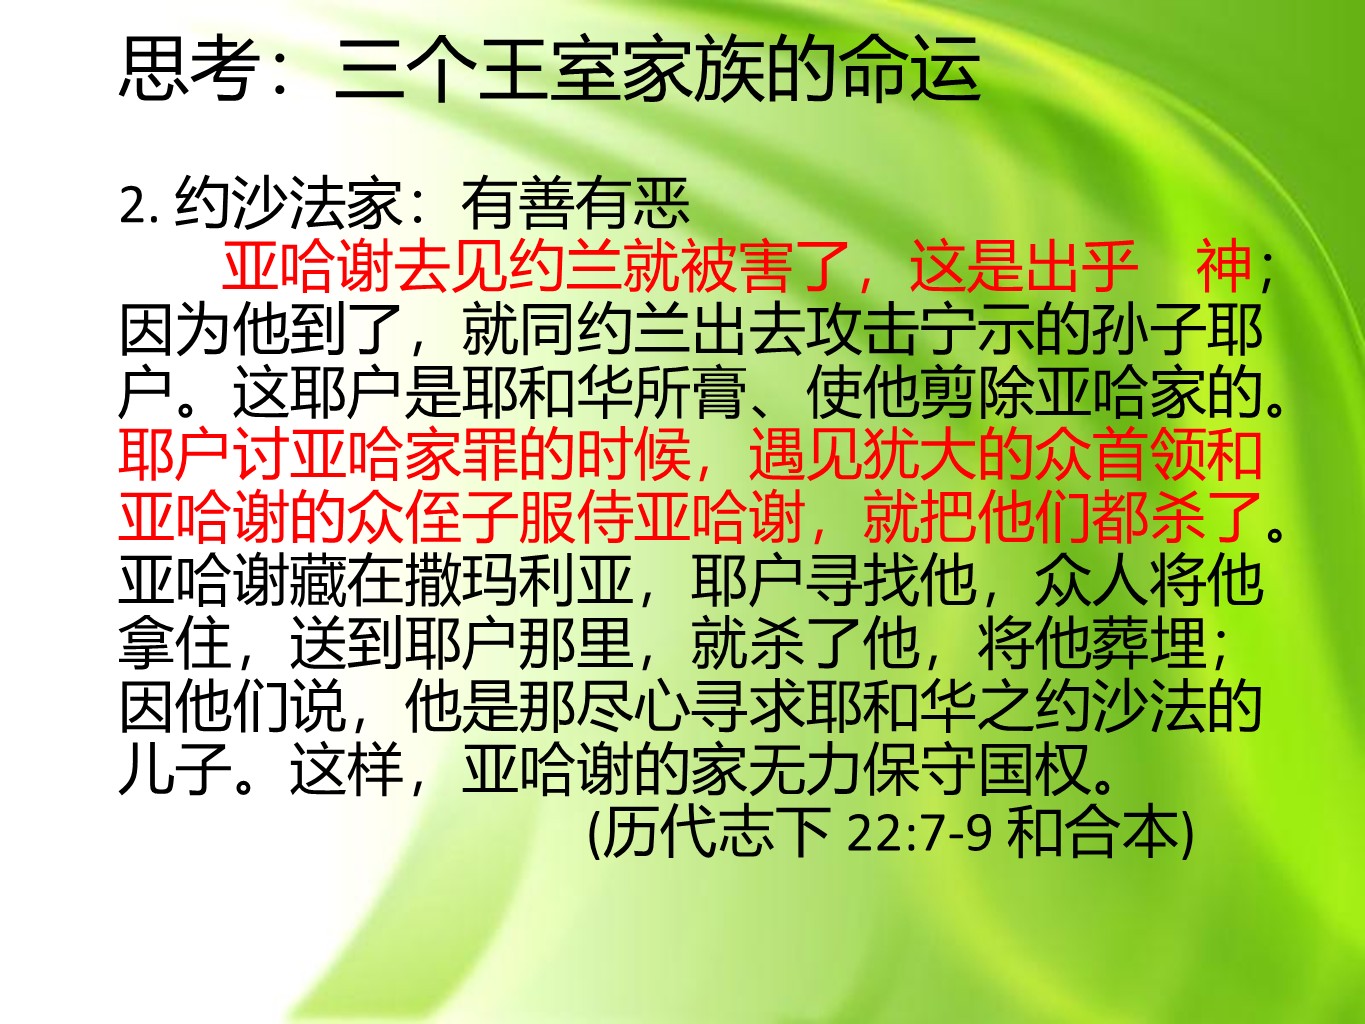 思考：三个王室家族的命运
2. 约沙法家：有善有恶
亚哈谢去见约兰就被害了，这是出乎　神；
因为他到了，就同约兰出去攻击宁示的孙子耶
户。这耶户是耶和华所膏、使他剪除亚哈家的。
耶户讨亚哈家罪的时候，遇见犹大的众首领和
亚哈谢的众侄子服侍亚哈谢，就把他们都杀了。
亚哈谢藏在撒玛利亚，耶户寻找他，众人将他
拿住，送到耶户那里，就杀了他，将他葬埋；
因他们说，他是那尽心寻求耶和华之约沙法的
儿子。这样，亚哈谢的家无力保守国权。
(历代志下 22:7-9 和合本)